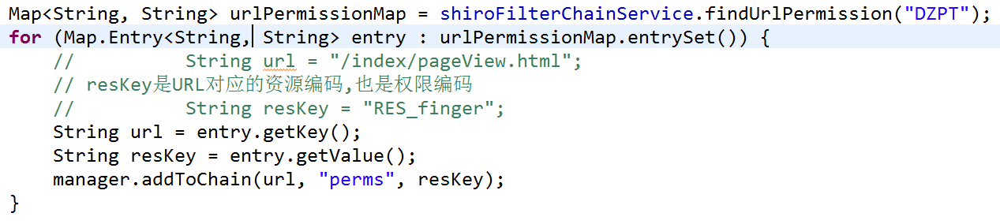 Map<String, String> urlPermissionMap = shiroFilterChainService.findUrlPermission("DZPT");
for (Map.Entry<String, String> entry : urlPermissionMap.entrySet()) {
    //          String url = "/index/pageView.html";
    // resKey是URL对应的资源编码,也是权限编码
    //          String resKey = "RES_finger";
    String url = entry.getKey();
    String resKey = entry.getValue();
    manager.addToChain(url, "perms", resKey);
}